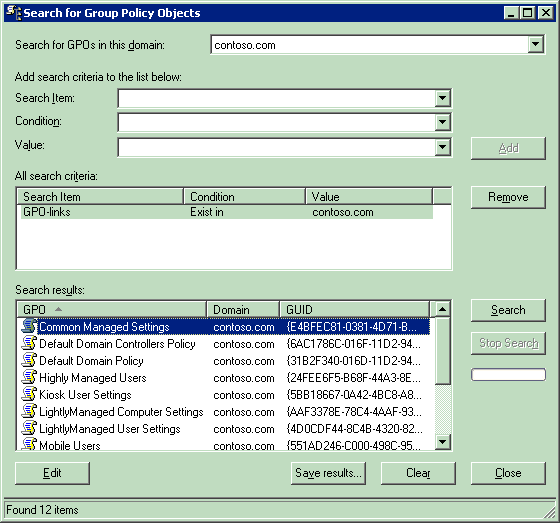 Search for Group Policy Objects
Search for GPOs in this domain: contoso.com
Add search criteria to the list below:
Search Item:
Condition:
Value:
Add
All search criteria:
Search Item Condition Value
GPO-links Exist in contoso.com
Remove
Search results:
GPO Domain GUID
Common Managed Settings contoso.com {E4BFEC81-0381-4D71-B...
Default Domain Controllers Policy contoso.com {6AC1786C-016F-11D2-94...
Default Domain Policy contoso.com {31B2F340-016D-11D2-94...
Highly Managed Users contoso.com {24FEE6F5-B68F-44A3-8E...
Kiosk User Settings contoso.com {5BB18667-0A42-4BC8-A8...
LightlyManaged Computer Settings contoso.com {AAF3378E-78C4-4AAF-93...
LightlyManaged User Settings contoso.com {4D0CDF44-8C4B-4320-82...
Mobile Users contoso.com {551AD246-C000-498C-95...
Search
Stop Search
Edit Save results... Clear Close
Found 12 items